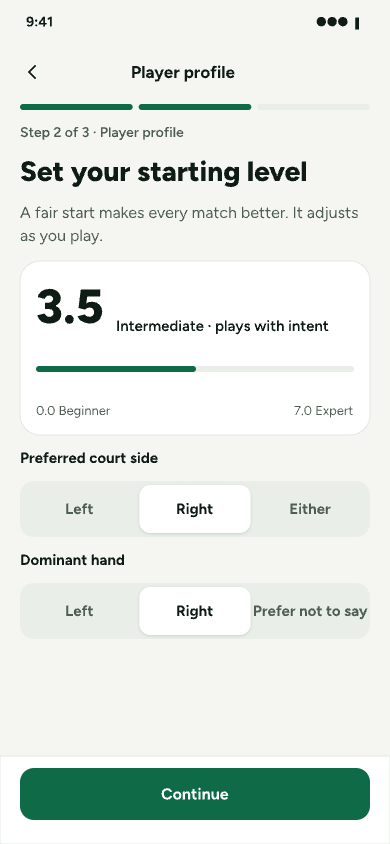 9:41
Player profile
Step 2 of 3 · Player profile
Set your starting level
A fair start makes every match better. It adjusts
as you play.
3.5 Intermediate · plays with intent
0.0 Beginner 7.0 Expert
Preferred court side
Left Right Either
Dominant hand
Left Right Prefer not to say
Continue